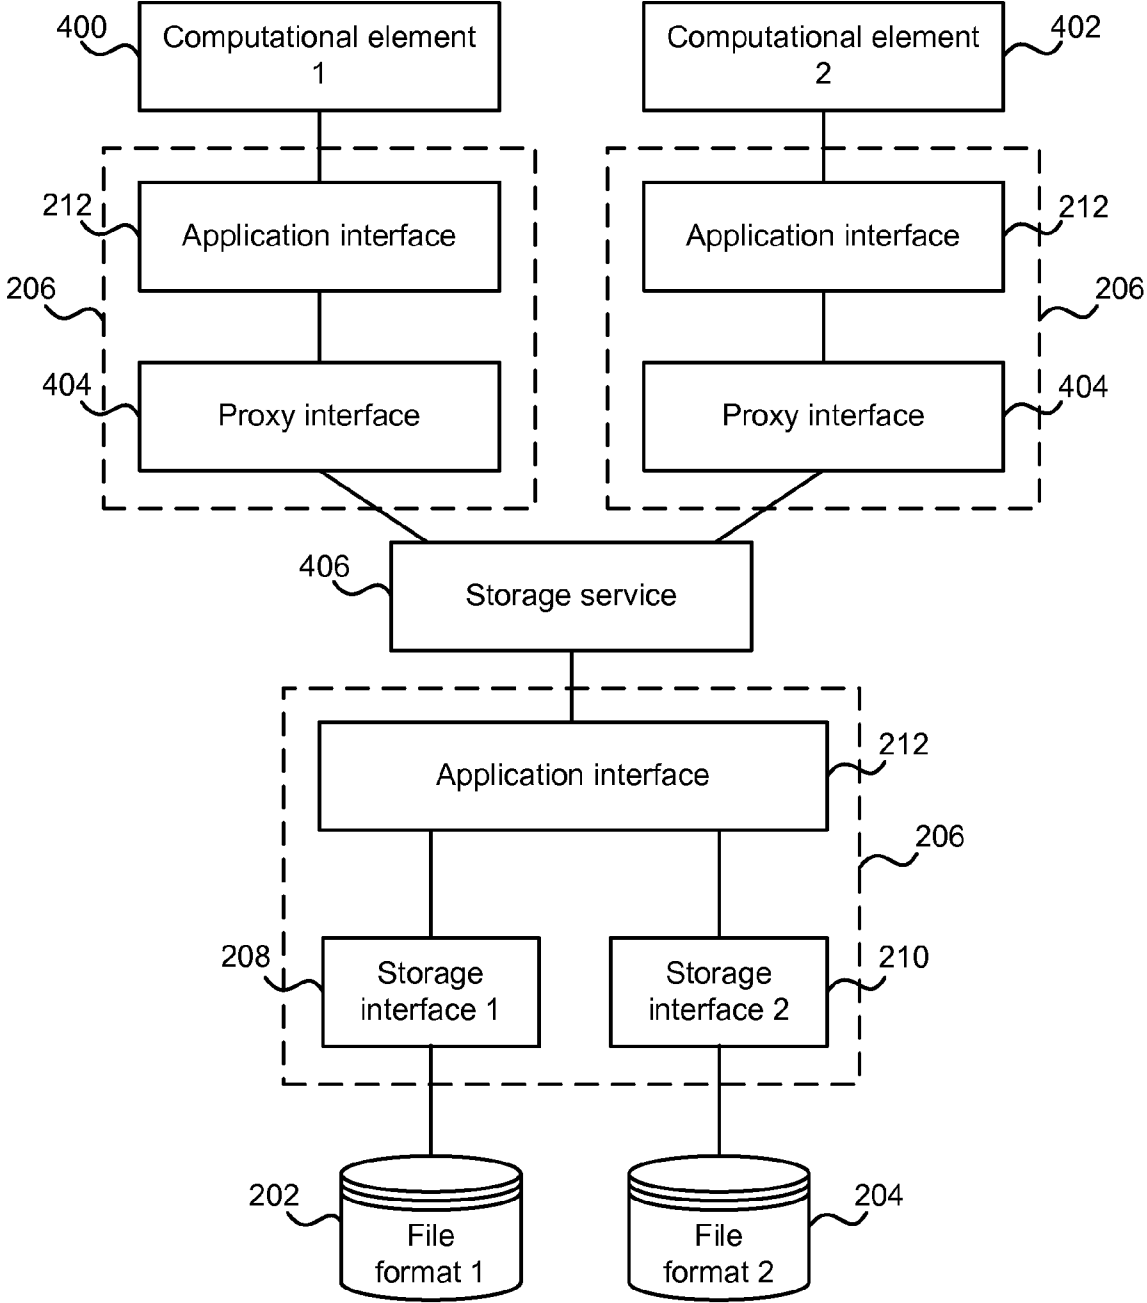 400
Computational element
1
Computational element
2
402
212
Application interface
Application interface
212
206
206
404
Proxy interface
Proxy interface
404
406
Storage service
Application interface
212
206
208
Storage
interface 1
Storage
interface 2
210
202
File
format 1
File
format 2
204